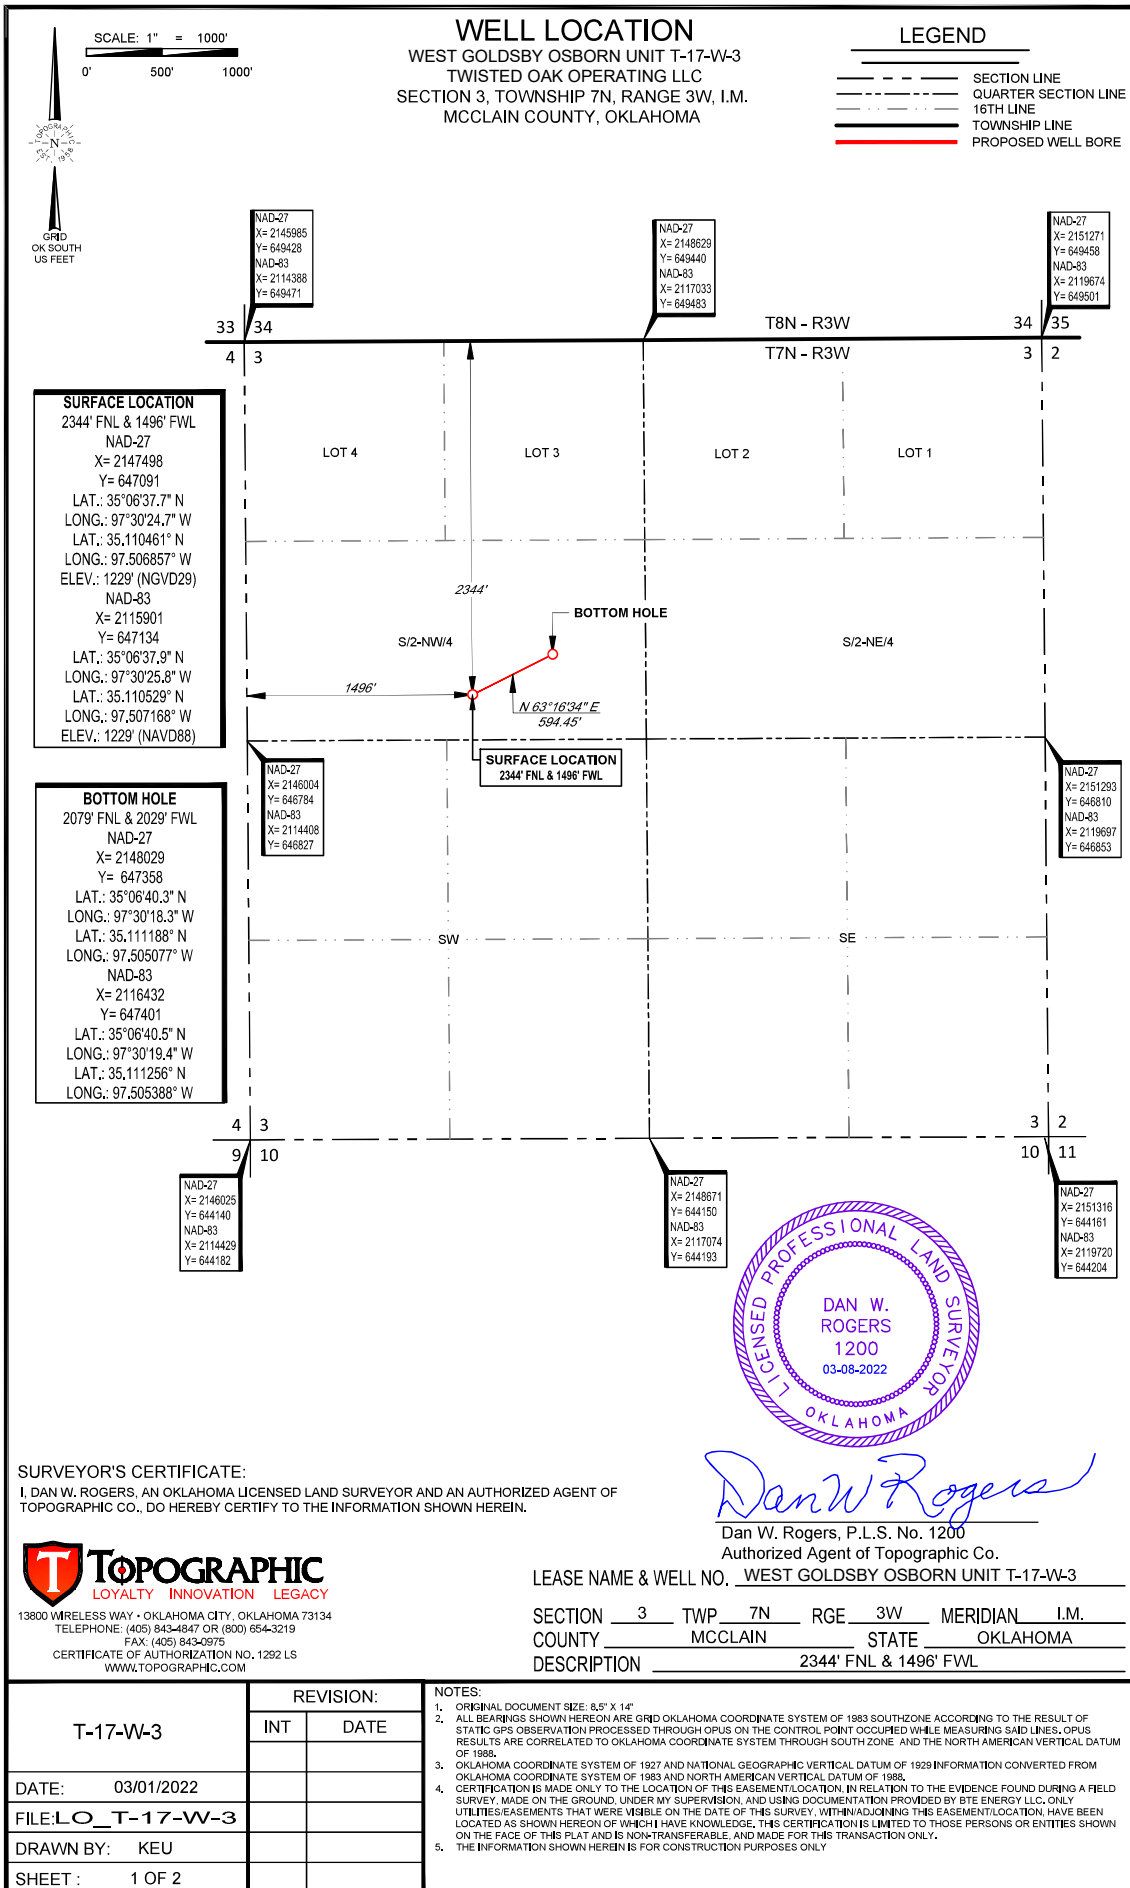 WELL LOCATION
WEST GOLDSBY OSBORN UNIT T-17-W-3
TWISTED OAK OPERATING LLC
SECTION 3, TOWNSHIP 7N, RANGE 3W, I.M.
MCCLAIN COUNTY, OKLAHOMA
SCALE: 1" = 1000'
0' 500' 1000'
TOPOGRAPHIC
N
EST. 1958
GRID
OK SOUTH
US FEET
LEGEND
SECTION LINE
QUARTER SECTION LINE
16TH LINE
TOWNSHIP LINE
PROPOSED WELL BORE
NAD-27
X= 2145985
Y= 649428
NAD-83
X= 2114388
Y= 649471
NAD-27
X= 2148629
Y= 649440
NAD-83
X= 2117033
Y= 649483
NAD-27
X= 2151271
Y= 649458
NAD-83
X= 2119674
Y= 649501
33 34
T8N - R3W
34 35
4 3
T7N - R3W
3 2
SURFACE LOCATION
2344' FNL & 1496' FWL
NAD-27
X= 2147498
Y= 647091
LAT.: 35°06'37.7" N
LONG.: 97°30'24.7" W
LAT.: 35.110461° N
LONG.: 97.506857° W
ELEV.: 1229' (NGVD29)
NAD-83
X= 2115901
Y= 647134
LAT.: 35°06'37.9" N
LONG.: 97°30'25.8" W
LAT.: 35.110529° N
LONG.: 97.507168° W
ELEV.: 1229' (NAVD88)
LOT 4
LOT 3
LOT 2
LOT 1
2344'
BOTTOM HOLE
S/2-NW/4
S/2-NE/4
1496'
N 63°16'34" E
594.45'
SURFACE LOCATION
2344' FNL & 1496' FWL
NAD-27
X= 2146004
Y= 646784
NAD-83
X= 2114408
Y= 646827
NAD-27
X= 2151293
Y= 646810
NAD-83
X= 2119697
Y= 646853
BOTTOM HOLE
2079' FNL & 2029' FWL
NAD-27
X= 2148029
Y= 647358
LAT.: 35°06'40.3" N
LONG.: 97°30'18.3" W
LAT.: 35.111188° N
LONG.: 97.505077° W
NAD-83
X= 2116432
Y= 647401
LAT.: 35°06'40.5" N
LONG.: 97°30'19.4" W
LAT.: 35.111256° N
LONG.: 97.505388° W
SW
SE
4 3
3 2
9 10
10 11
NAD-27
X= 2146025
Y= 644140
NAD-83
X= 2114429
Y= 644182
NAD-27
X= 2148671
Y= 644150
NAD-83
X= 2117074
Y= 644193
NAD-27
X= 2151316
Y= 644161
NAD-83
X= 2119720
Y= 644204
LICENSED PROFESSIONAL LAND SURVEYOR
DAN W.
ROGERS
1200
03-08-2022
OKLAHOMA
SURVEYOR'S CERTIFICATE:
I, DAN W. ROGERS, AN OKLAHOMA LICENSED LAND SURVEYOR AND AN AUTHORIZED AGENT OF
TOPOGRAPHIC CO., DO HEREBY CERTIFY TO THE INFORMATION SHOWN HEREIN.
Dan W Rogers
Dan W. Rogers, P.L.S. No. 1200
Authorized Agent of Topographic Co.
T TOPOGRAPHIC
LOYALTY INNOVATION LEGACY
13800 WIRELESS WAY • OKLAHOMA CITY, OKLAHOMA 73134
TELEPHONE: (405) 843-4847 OR (800) 654-3219
FAX: (405) 843-0975
CERTIFICATE OF AUTHORIZATION NO. 1292 LS
WWW.TOPOGRAPHIC.COM
LEASE NAME & WELL NO. WEST GOLDSBY OSBORN UNIT T-17-W-3
SECTION 3 TWP 7N RGE 3W MERIDIAN I.M.
COUNTY MCCLAIN STATE OKLAHOMA
DESCRIPTION 2344' FNL & 1496' FWL
T-17-W-3
REVISION:
INT DATE
DATE: 03/01/2022
FILE:LO_T-17-W-3
DRAWN BY: KEU
SHEET : 1 OF 2
NOTES:
1. ORIGINAL DOCUMENT SIZE: 8.5" X 14"
2. ALL BEARINGS SHOWN HEREON ARE GRID OKLAHOMA COORDINATE SYSTEM OF 1983 SOUTHZONE ACCORDING TO THE RESULT OF
STATIC GPS OBSERVATION PROCESSED THROUGH OPUS ON THE CONTROL POINT OCCUPIED WHILE MEASURING SAID LINES. OPUS
RESULTS ARE CORRELATED TO OKLAHOMA COORDINATE SYSTEM THROUGH SOUTH ZONE AND THE NORTH AMERICAN VERTICAL DATUM
OF 1988.
3. OKLAHOMA COORDINATE SYSTEM OF 1927 AND NATIONAL GEOGRAPHIC VERTICAL DATUM OF 1929 INFORMATION CONVERTED FROM
OKLAHOMA COORDINATE SYSTEM OF 1983 AND NORTH AMERICAN VERTICAL DATUM OF 1988.
4. CERTIFICATION IS MADE ONLY TO THE LOCATION OF THIS EASEMENT/LOCATION, IN RELATION TO THE EVIDENCE FOUND DURING A FIELD
SURVEY, MADE ON THE GROUND, UNDER MY SUPERVISION, AND USING DOCUMENTATION PROVIDED BY BTE ENERGY LLC. ONLY
UTILITIES/EASEMENTS THAT WERE VISIBLE ON THE DATE OF THIS SURVEY, WITHIN/ADJOINING THIS EASEMENT/LOCATION, HAVE BEEN
LOCATED AS SHOWN HEREON OF WHICH I HAVE KNOWLEDGE. THIS CERTIFICATION IS LIMITED TO THOSE PERSONS OR ENTITIES SHOWN
ON THE FACE OF THIS PLAT AND IS NON-TRANSFERABLE, AND MADE FOR THIS TRANSACTION ONLY.
5. THE INFORMATION SHOWN HEREIN IS FOR CONSTRUCTION PURPOSES ONLY